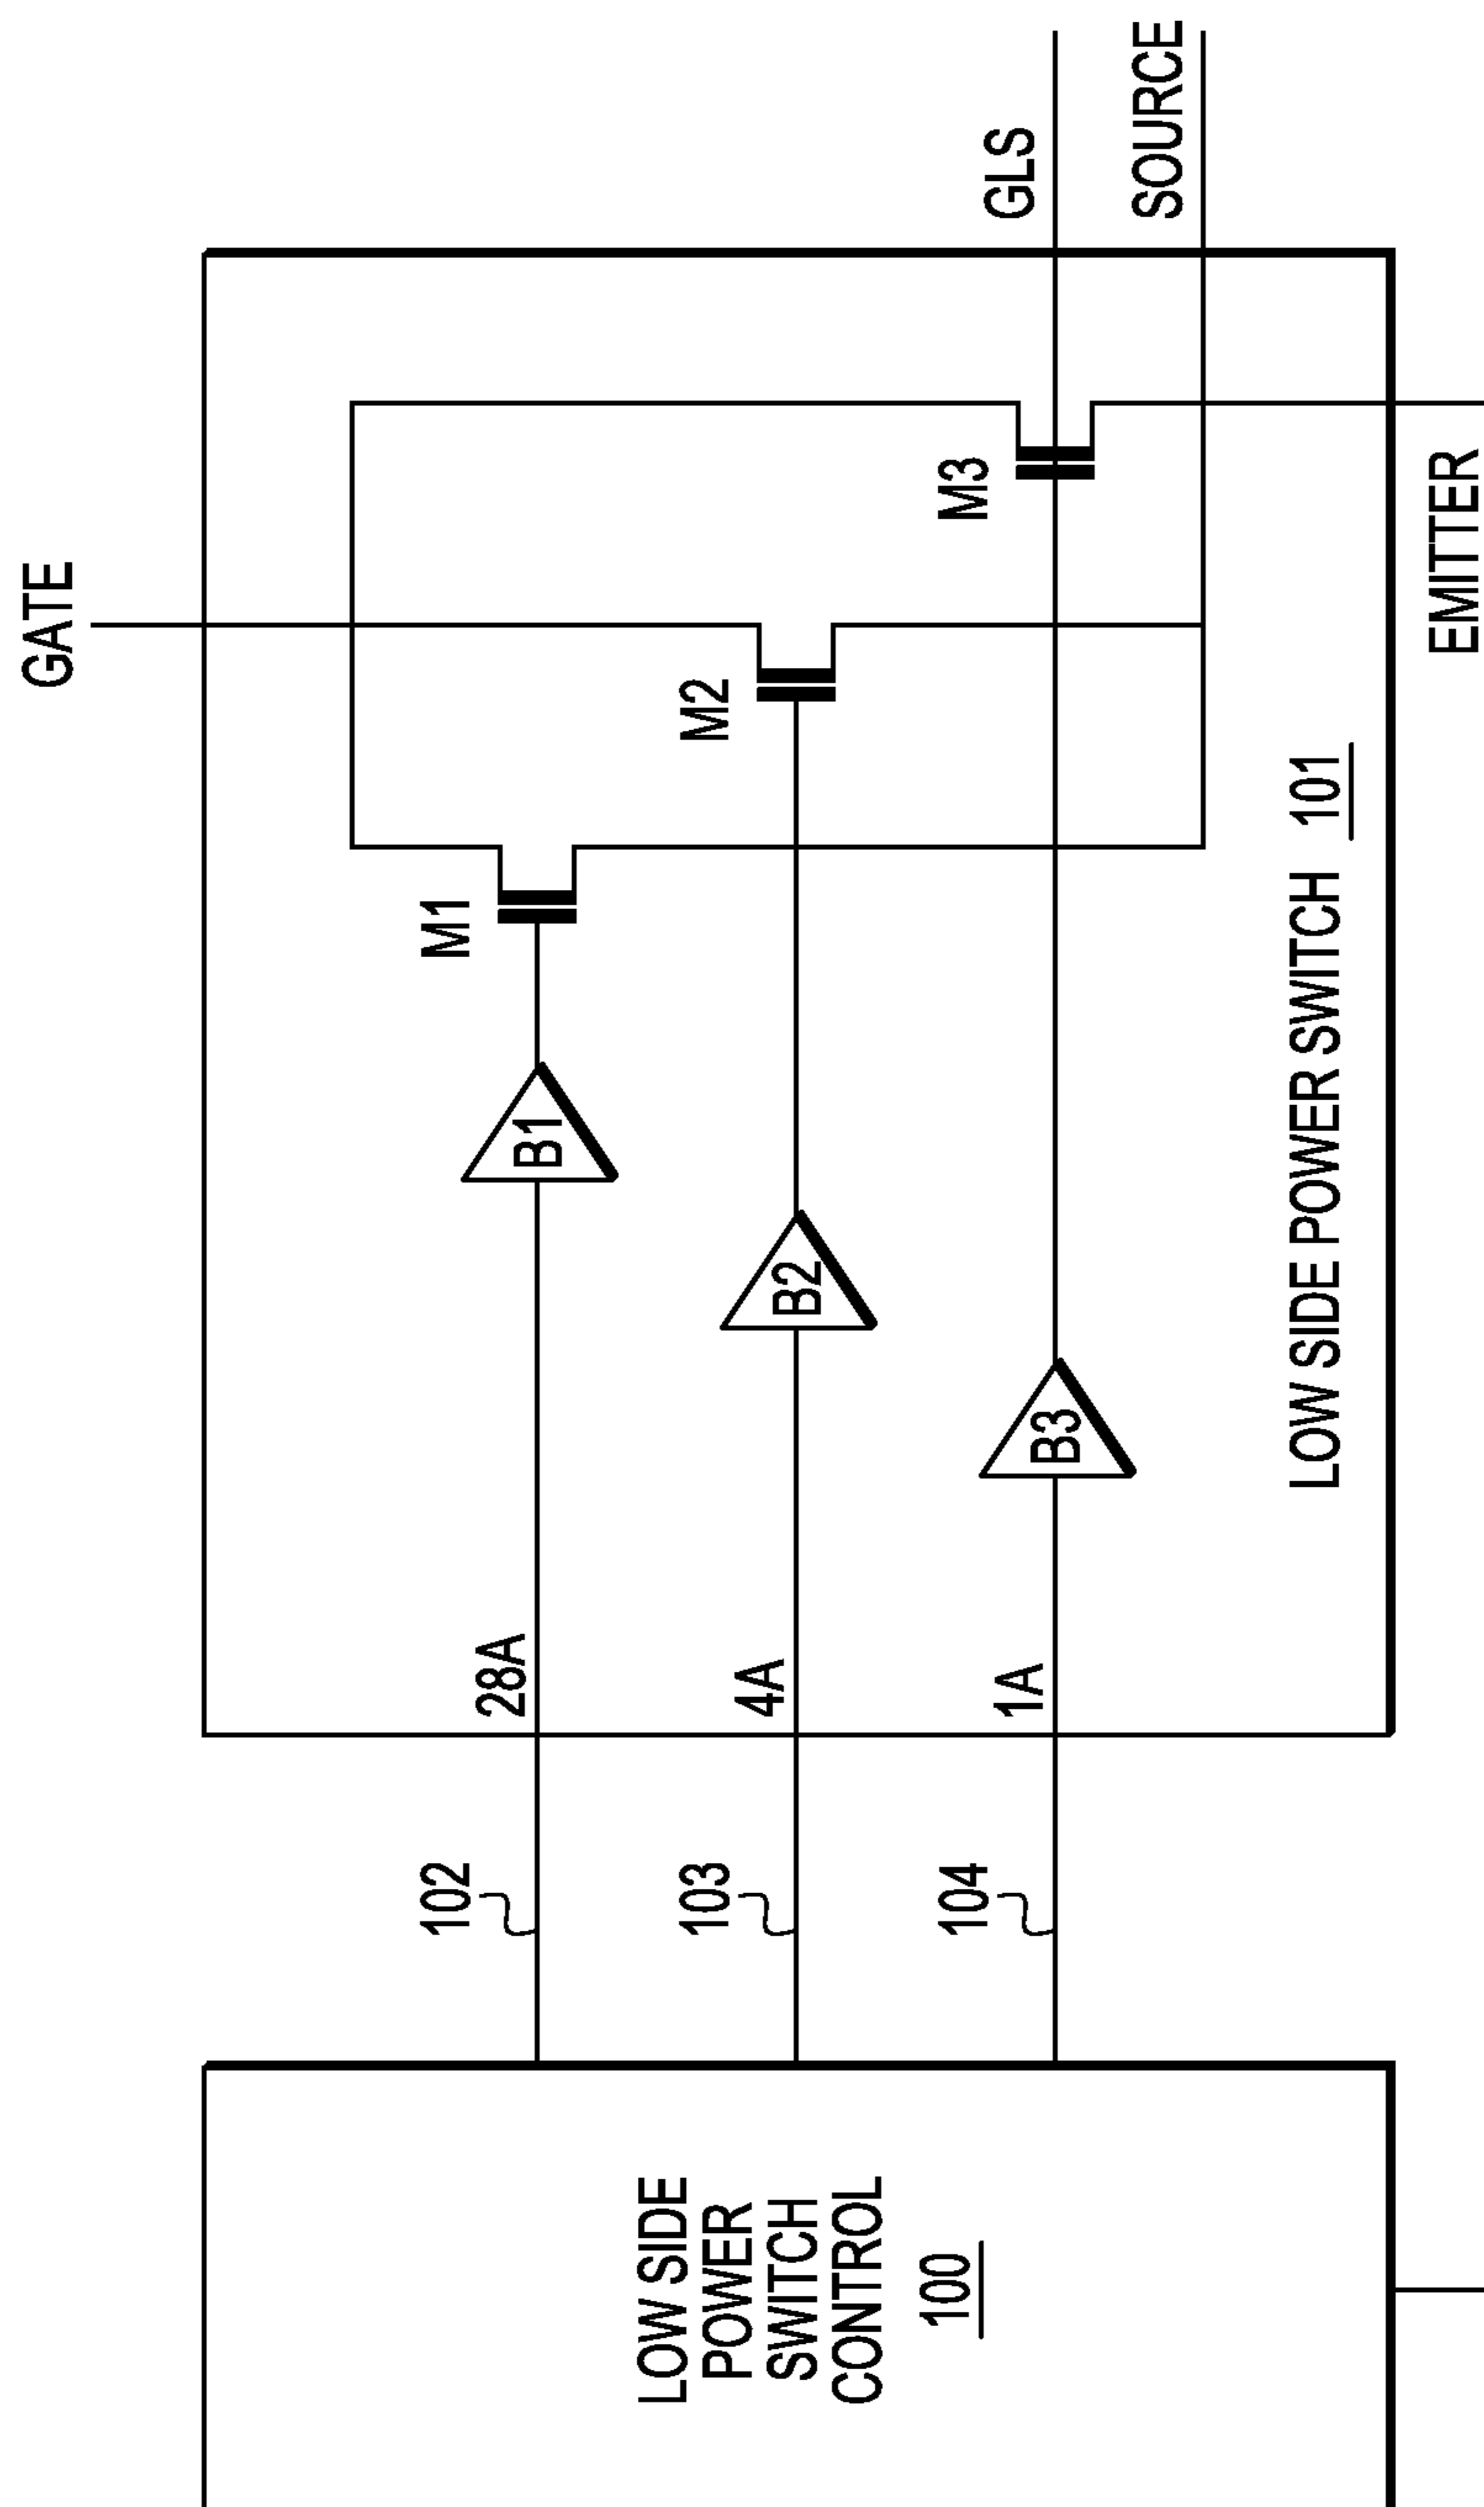 GATE
102
28A
B1
M1
LOW SIDE
POWER
SWITCH
CONTROL
100
103
4A
B2
M2
104
1A
B3
M3
GLS
SOURCE
LOW SIDE POWER SWITCH 101
EMITTER